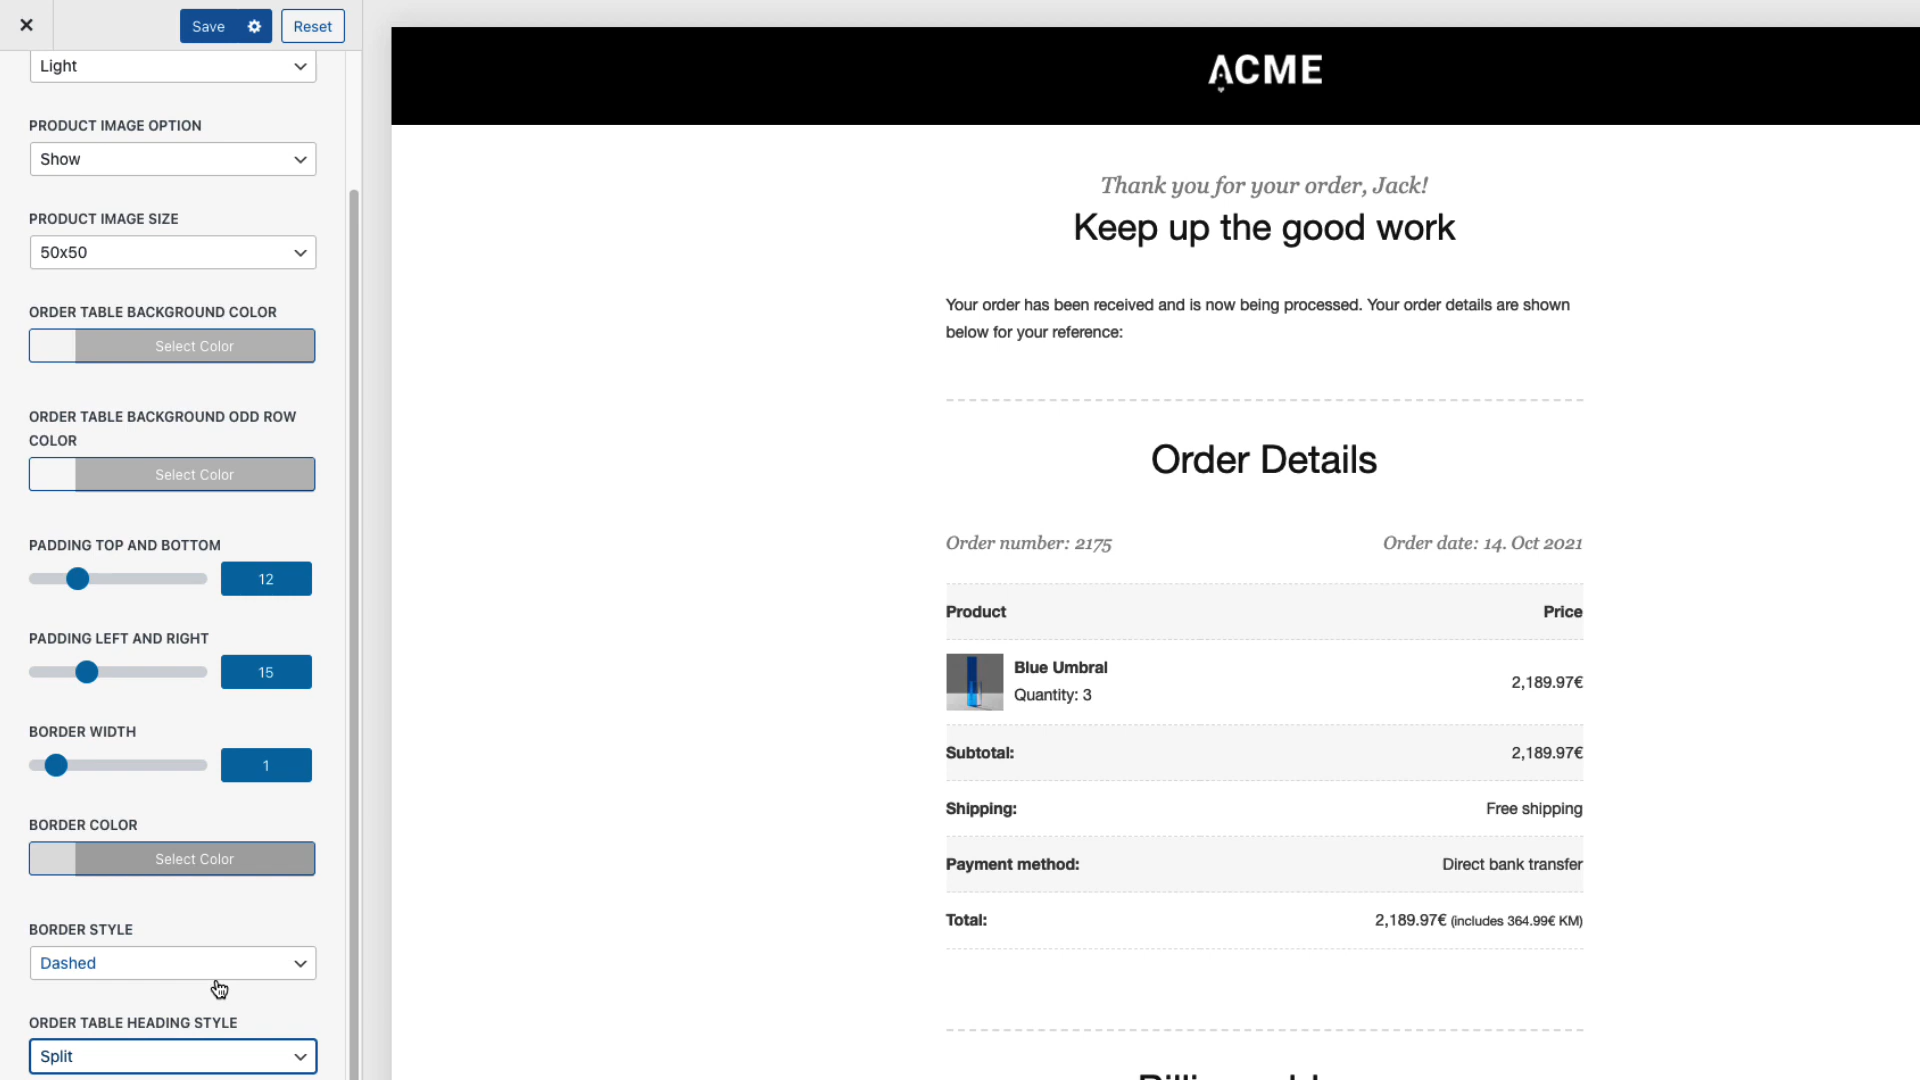 Save
Reset
Light
PRODUCT IMAGE OPTION
Show
PRODUCT IMAGE SIZE
50x50
ORDER TABLE BACKGROUND COLOR
Select Color
ORDER TABLE BACKGROUND ODD ROW
COLOR
Select Color
PADDING TOP AND BOTTOM
12
PADDING LEFT AND RIGHT
15
BORDER WIDTH
1
BORDER COLOR
Select Color
BORDER STYLE
Dashed
ORDER TABLE HEADING STYLE
Split
ACME
Thank you for your order, Jack!
Keep up the good work
Your order has been received and is now being processed. Your order details are shown
below for your reference:
Order Details
Order number: 2175 Order date: 14. Oct 2021
Product Price
Blue Umbral
Quantity: 3
2,189.97€
Subtotal: 2,189.97€
Shipping: Free shipping
Payment method: Direct bank transfer
Total: 2,189.97€ (includes 364.99€ KM)